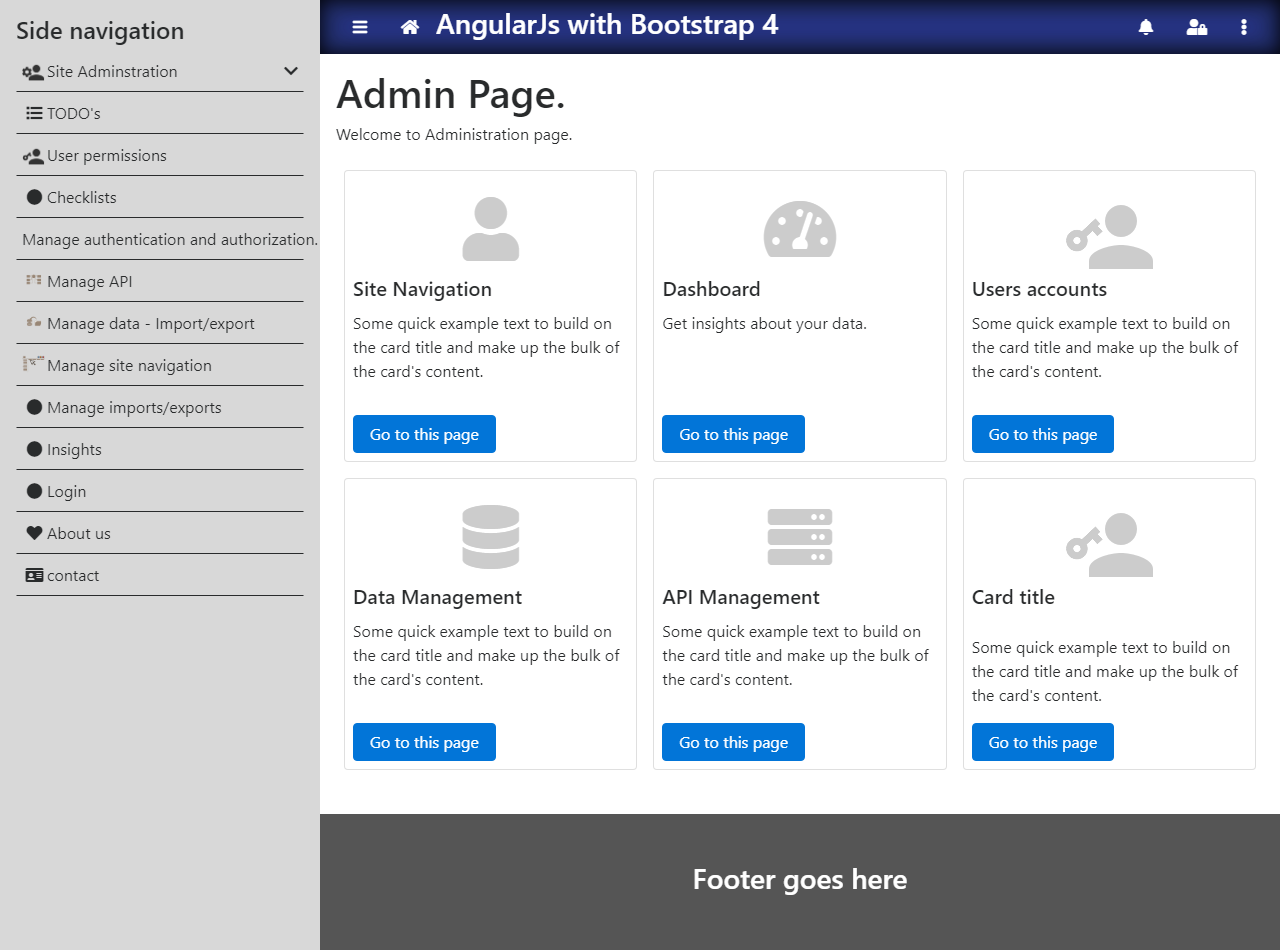 Side navigation
Site Adminstration
TODO's
User permissions
Checklists
Manage authentication and authorization.
Manage API
Manage data - Import/export
Manage site navigation
Manage imports/exports
Insights
Login
About us
contact
AngularJs with Bootstrap 4
Admin Page.
Welcome to Administration page.
Site Navigation
Some quick example text to build on
the card title and make up the bulk of
the card's content.
Go to this page
Dashboard
Get insights about your data.
Go to this page
Users accounts
Some quick example text to build on
the card title and make up the bulk of
the card's content.
Go to this page
Data Management
Some quick example text to build on
the card title and make up the bulk of
the card's content.
Go to this page
API Management
Some quick example text to build on
the card title and make up the bulk of
the card's content.
Go to this page
Card title
Some quick example text to build on
the card title and make up the bulk of
the card's content.
Go to this page
Footer goes here